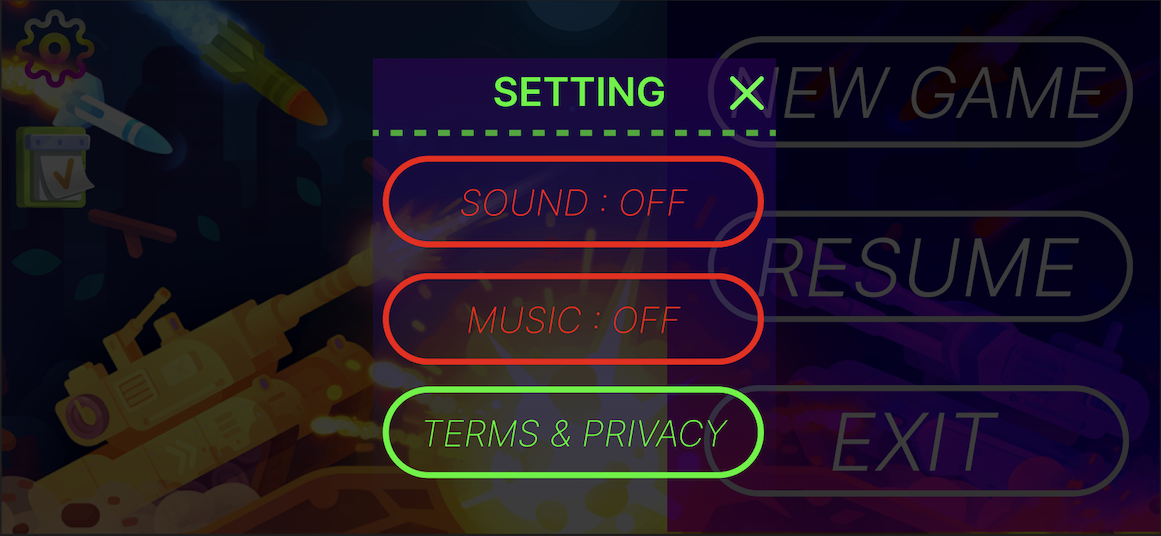 SETTING
SOUND : OFF
MUSIC : OFF
TERMS & PRIVACY
NEW GAME
RESUME
EXIT